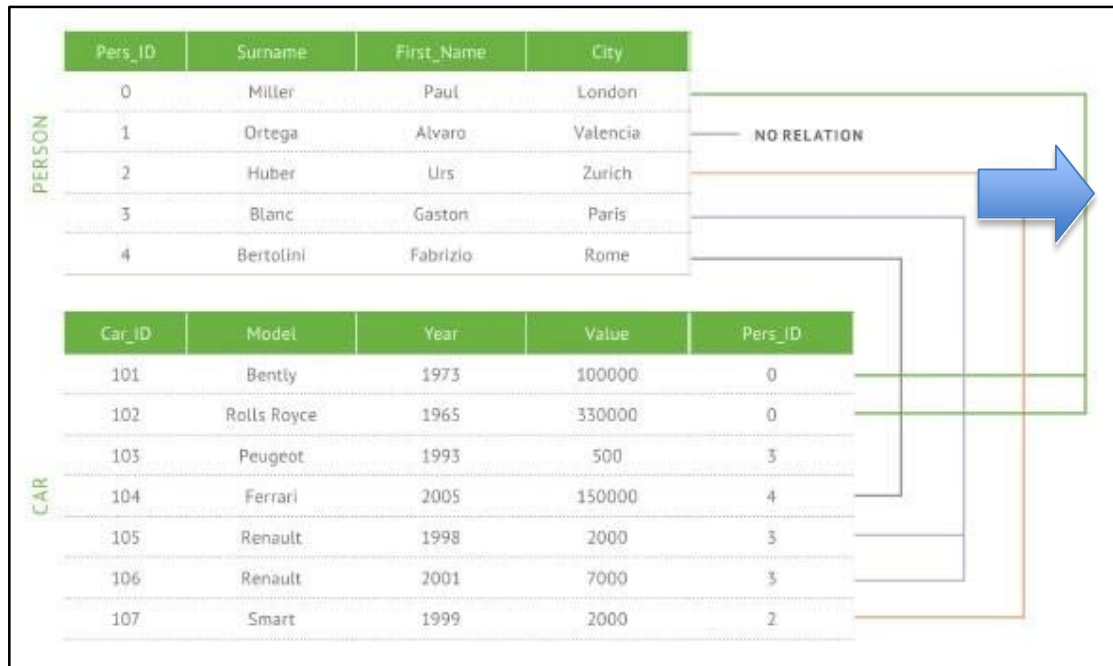 Pers_ID Surname First_Name City
0 Miller Paul London
1 Ortega Alvaro Valencia NO RELATION
2 Huber Urs Zurich
3 Blanc Gaston Paris
4 Bertolini Fabrizio Rome
PERSON
Car_ID Model Year Value Pers_ID
101 Bently 1973 100000 0
102 Rolls Royce 1965 330000 0
103 Peugeot 1993 500 3
104 Ferrari 2005 150000 4
105 Renault 1998 2000 3
106 Renault 2001 7000 3
107 Smart 1999 2000 2
CAR